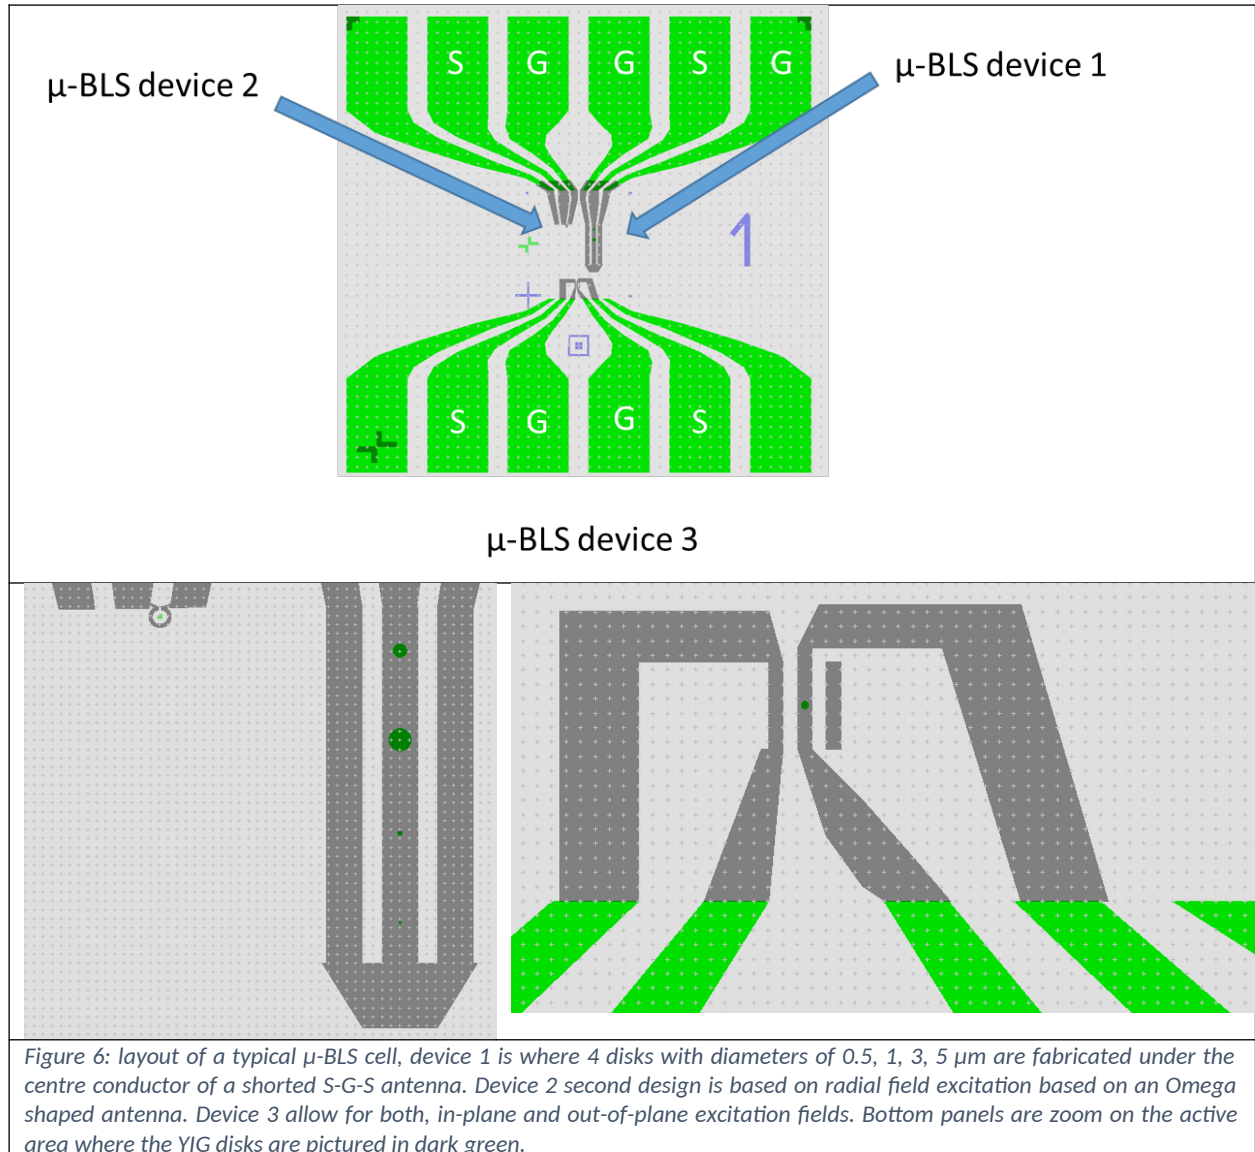 S G G S G
μ-BLS device 2
μ-BLS device 1
1
S G G S
μ-BLS device 3
Figure 6: layout of a typical μ-BLS cell, device 1 is where 4 disks with diameters of 0.5, 1, 3, 5 μm are fabricated under the
centre conductor of a shorted S-G-S antenna. Device 2 second design is based on radial field excitation based on an Omega
shaped antenna. Device 3 allow for both, in-plane and out-of-plane excitation fields. Bottom panels are zoom on the active
area where the YIG disks are pictured in dark green.